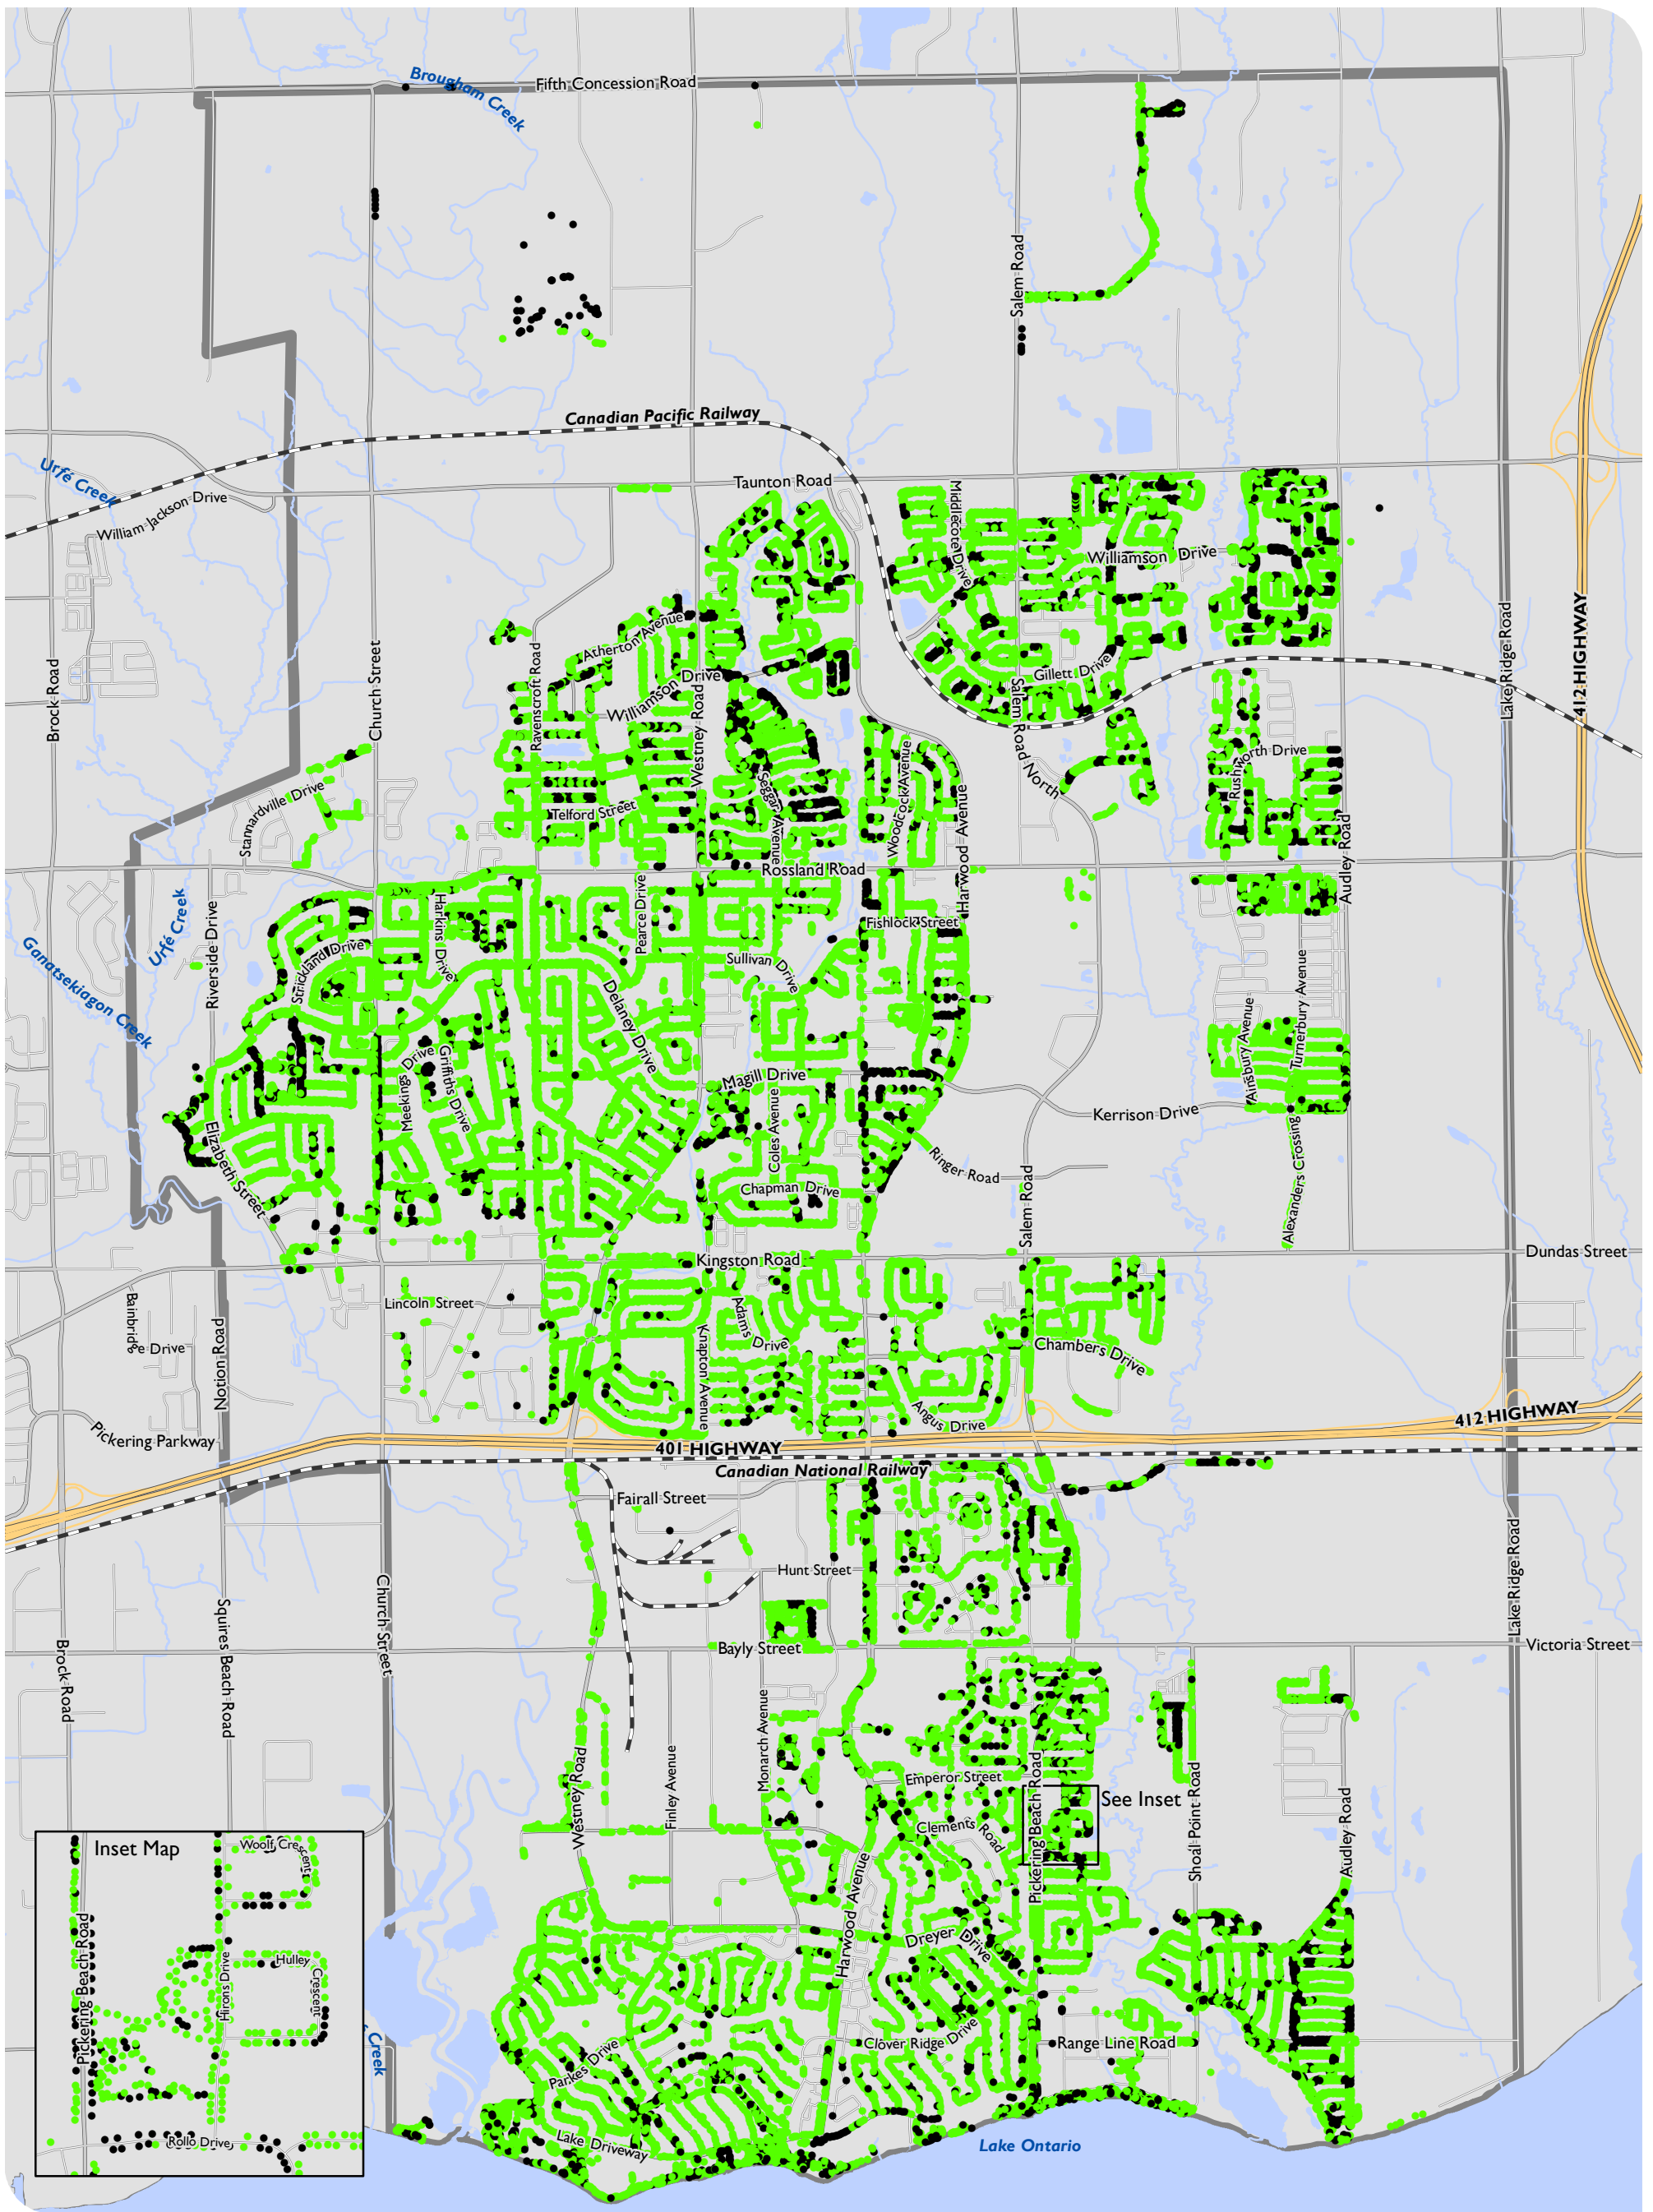 Brougham Creek
Fifth Concession Road
Salem Road
Canadian Pacific Railway
Urfé Creek
William Jackson Drive
Taunton Road
Middlecote Drive
Williamson Drive
412 HIGHWAY
Lake Ridge Road
Brock Road
Church Street
Ravenscroft Road
Atherton Avenue
Williamson Drive
Westney Road
Gillett Drive
Salem Road North
Rushworth Drive
Stannardville Drive
Telford Street
Seggar Avenue
Woodcock Avenue
Harwood Avenue
Audley Road
Rossland Road
Urfé Creek
Ganatsekiagon Creek
Riverside Drive
Strickland Drive
Harkins Drive
Pearce Drive
Fishlock Street
Sullivan Drive
Delaney Drive
Ainsbury Avenue
Turnerbury Avenue
Meekings Drive
Griffiths Drive
Magill Drive
Coles Avenue
Kerrison Drive
Elizabeth Street
Ringer Road
Chapman Drive
Salem Road
Alexanders Crossing
Kingston Road
Dundas Street
Bainbridge Drive
Notion Road
Lincoln Street
Knapton Avenue
Adams Drive
Chambers Drive
Angus Drive
Pickering Parkway
401 HIGHWAY
412 HIGHWAY
Canadian National Railway
Fairall Street
Hunt Street
Church Street
Squires Beach Road
Brock Road
Lake Ridge Road
Bayly Street
Victoria Street
Westney Road
Finley Avenue
Monarch Avenue
Emperor Street
Pickering Beach Road
See Inset
Clements Road
Shoal Point Road
Audley Road
Harwood Avenue
Dreyer Drive
Clover Ridge Drive
Range Line Road
Parkes Drive
Lake Driveway
Lake Ontario
Creek
Inset Map
Woolf Crescent
Pickering Beach Road
Hirons Drive
Hulley Crescent
Rollo Drive